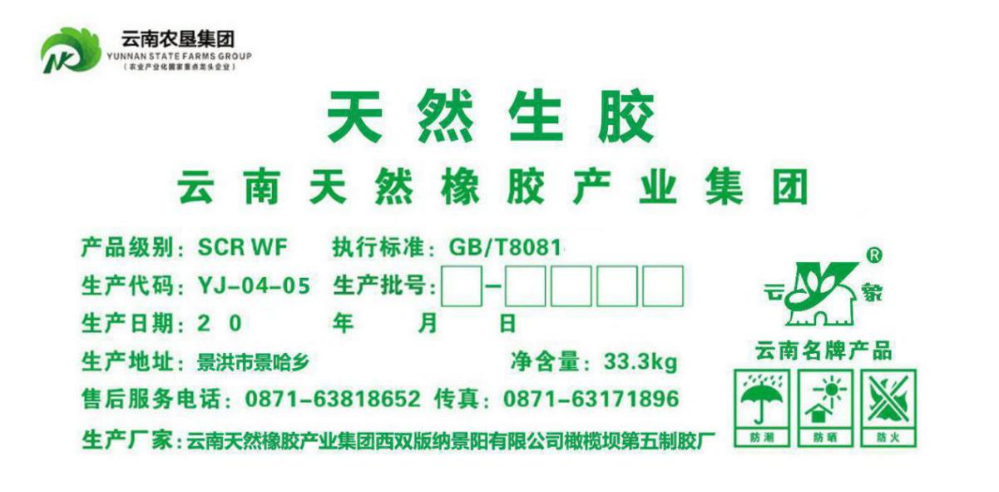 云南农垦集团
YUNNAN STATE FARMS GROUP
（农业产业化国家重点龙头企业）
天然生胶
云南天然橡胶产业集团
产品级别：SCR WF 执行标准：GB/T8081
生产代码：YJ-04-05 生产批号：-
生产日期：20 年 月 日
生产地址：景洪市景哈乡 净含量：33.3kg
售后服务电话：0871-63818652 传真：0871-63171896
生产厂家：云南天然橡胶产业集团西双版纳景阳有限公司橄榄坝第五制胶厂
®
云象
云南名牌产品
防潮 防晒 防火